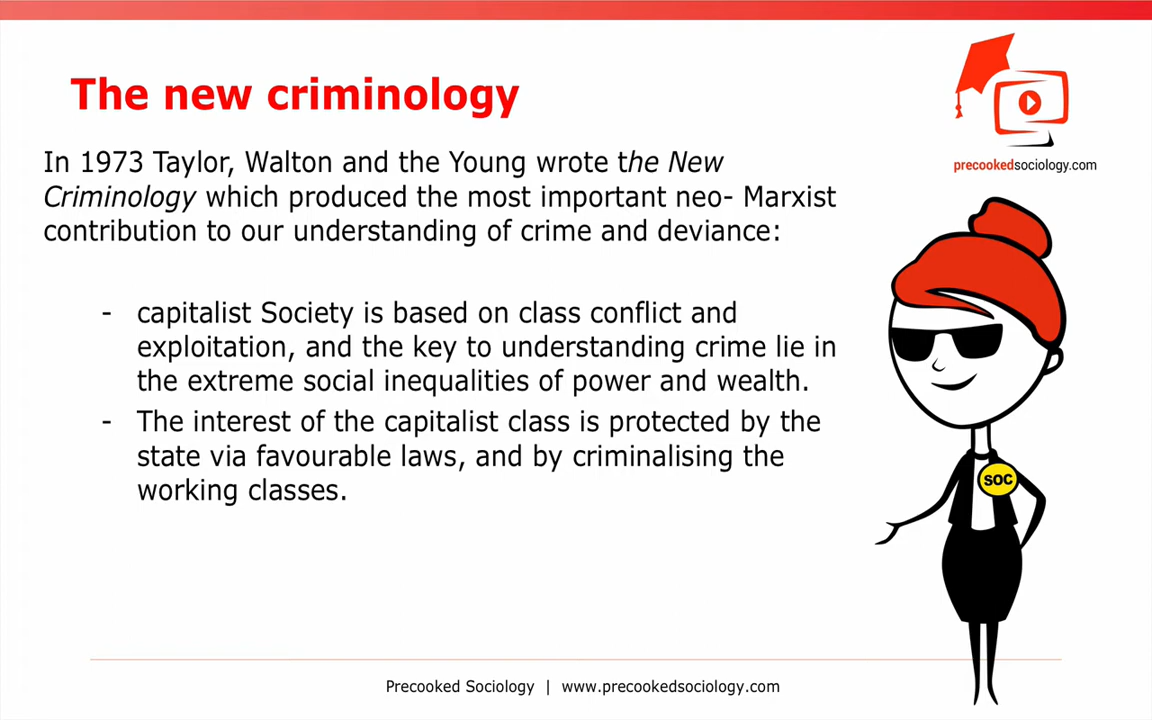 The new criminology
precookedsociology.com
In 1973 Taylor, Walton and the Young wrote the New
Criminology which produced the most important neo- Marxist
contribution to our understanding of crime and deviance:
- capitalist Society is based on class conflict and
exploitation, and the key to understanding crime lie in
the extreme social inequalities of power and wealth.
- The interest of the capitalist class is protected by the
state via favourable laws, and by criminalising the
working classes.
SOC
Precooked Sociology | www.precookedsociology.com